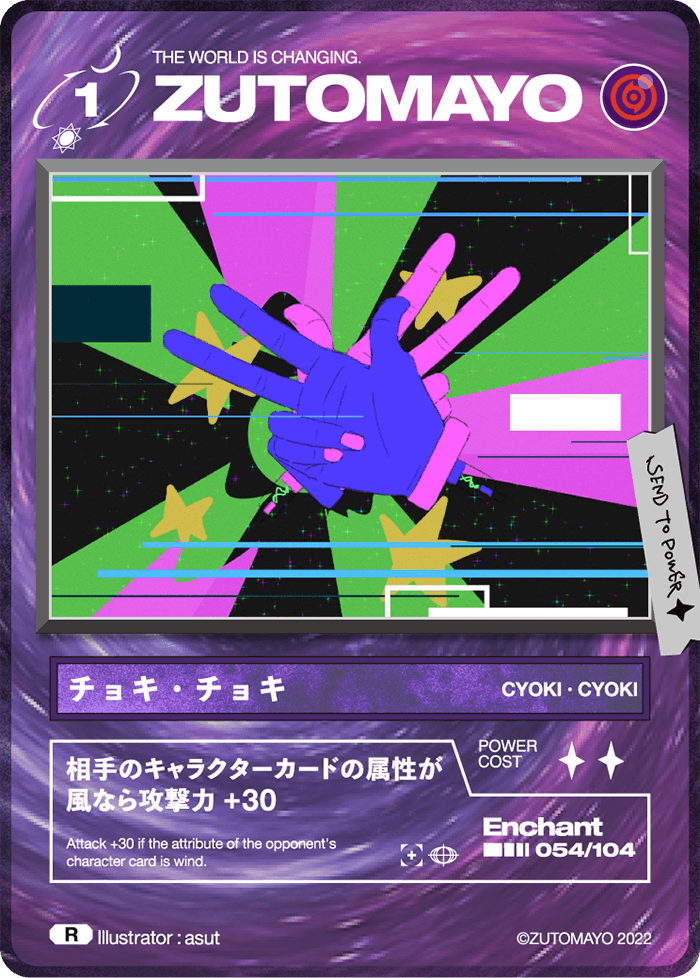 THE WORLD IS CHANGING.
1
ZUTOMAYO
SEND TO POWER
チョキ・チョキ
CYOKI・CYOKI
相手のキャラクターカードの属性が
風なら攻撃力 +30
Attack +30 if the attribute of the opponent's
character card is wind.
POWER
COST
Enchant
054/104
R
Illustrator : asut
©ZUTOMAYO 2022